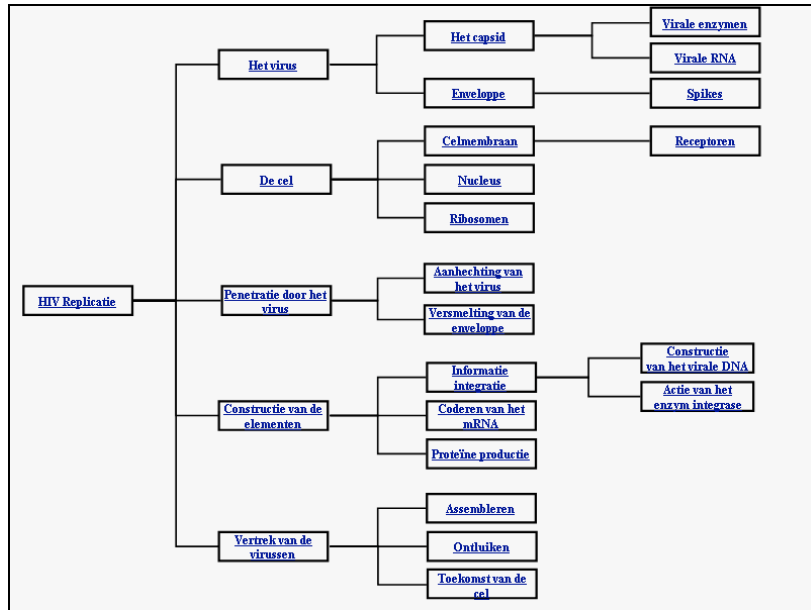 HIV Replicatie
Het virus
Het capsid
Virale enzymen
Virale RNA
Enveloppe
Spikes
De cel
Celmembraan
Receptoren
Nucleus
Ribosomen
Penetratie door het
virus
Aanhechting van
het virus
Versmelting van de
enveloppe
Constructie van de
elementen
Informatie
integratie
Constructie
van het virale DNA
Actie van het
enzym integrase
Coderen van het
mRNA
Proteïne productie
Vertrek van de
virussen
Assembleren
Ontluiken
Toekomst van de
cel